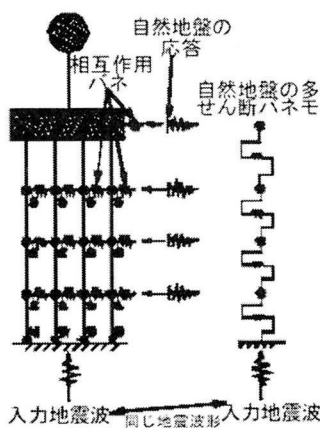 自然地盤の
応答
相互作用
バネ
自然地盤の多
せん断バネモ
入力地震波
同じ地震波形
入力地震波